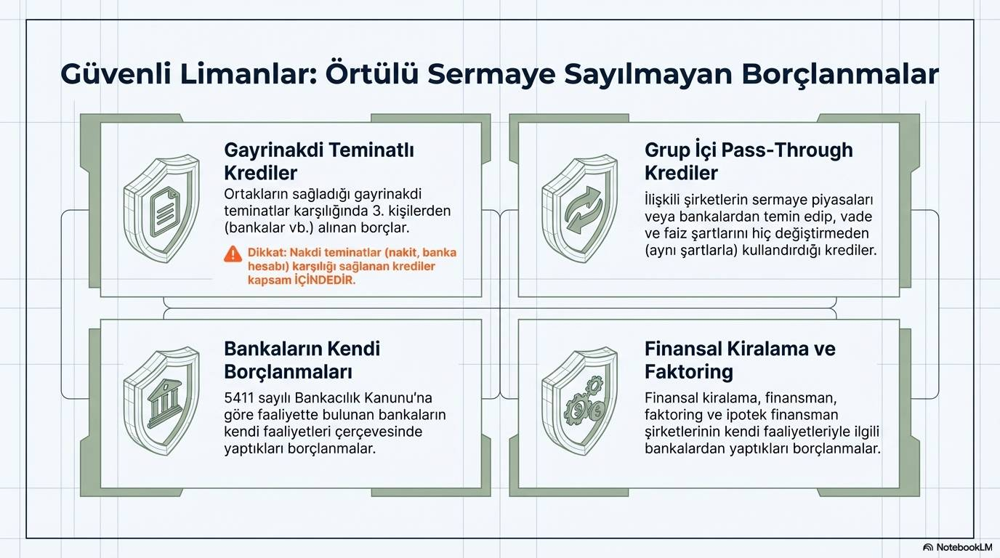 Güvenli Limanlar: Örtülü Sermaye Sayılmayan Borçlanmalar
Gayrinakdi Teminatlı
Krediler
Ortakların sağladığı gayrinakdi
teminatlar karşılığında 3. kişilerden
(bankalar vb.) alınan borçlar.
Dikkat: Nakdi teminatlar (nakit, banka
hesabı) karşılığı sağlanan krediler
kapsam İÇİNDEDİR.
Grup İçi Pass-Through
Krediler
İlişkili şirketlerin sermaye piyasaları
veya bankalardan temin edip, vade
ve faiz şartlarını hiç değiştirmeden
(aynı şartlarla) kullandırdığı krediler.
Bankaların Kendi
Borçlanmaları
5411 sayılı Bankacılık Kanunu'na
göre faaliyette bulunan bankaların
kendi faaliyetleri çerçevesinde
yaptıkları borçlanmalar.
Finansal Kiralama ve
Faktoring
Finansal kiralama, finansman,
faktoring ve ipotek finansman
şirketlerinin kendi faaliyetleriyle ilgili
bankalardan yaptıkları borçlanmalar.
NotebookLM